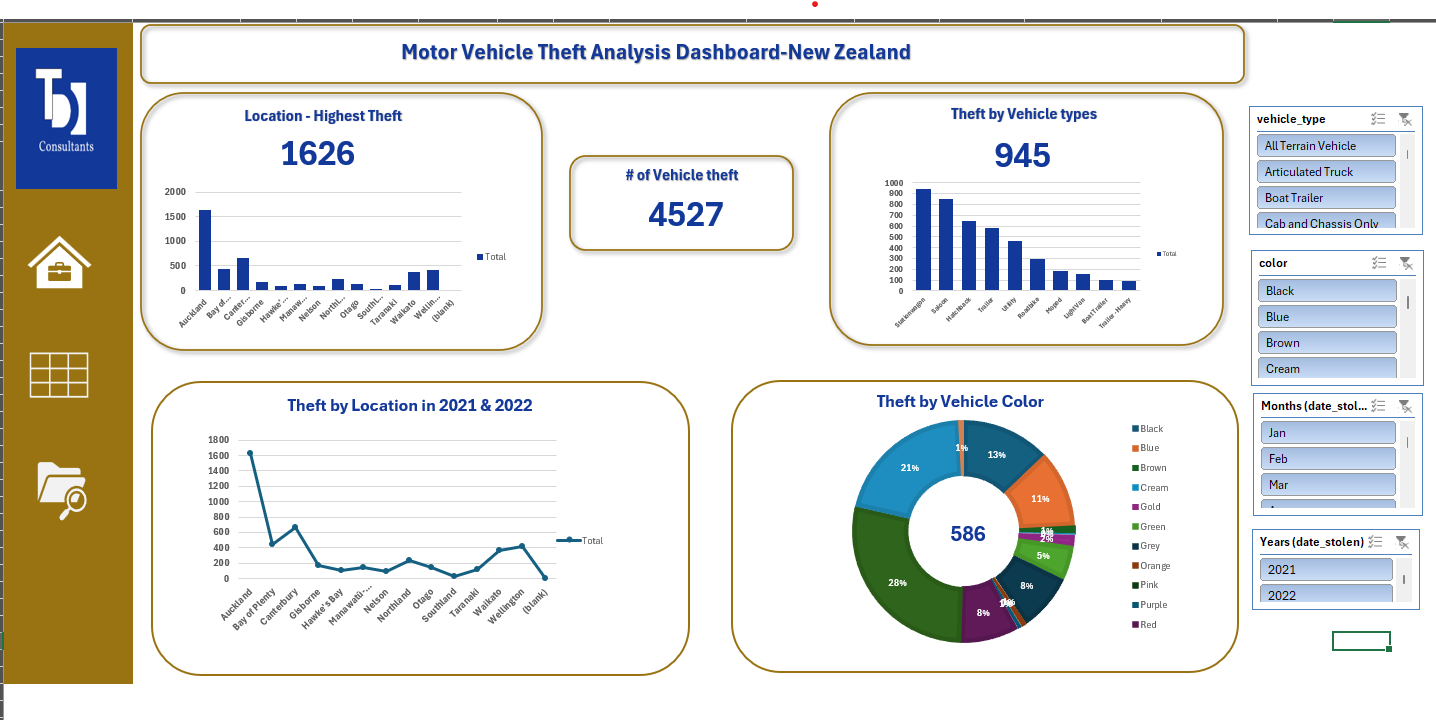 Motor Vehicle Theft Analysis Dashboard-New Zealand
TD
Consultants
Location - Highest Theft
1626
2000
1500
1000
500
0
Auckland
Bay of...
Canter...
Gisborne
Hawke'...
Manaw...
Nelson
Northl...
Otago
Southl...
Taranaki
Waikato
Wellin...
(blank)
Total
# of Vehicle theft
4527
Theft by Vehicle types
945
1000
900
800
700
600
500
400
300
200
100
0
Stationwagon
Saloon
Hatchback
Trailer
Utility
Roadbike
Moped
Light Van
Boat Trailer
Trailer - Heavy
Total
vehicle_type
All Terrain Vehicle
Articulated Truck
Boat Trailer
Cab and Chassis Only
color
Black
Blue
Brown
Cream
Months (date_stol...
Jan
Feb
Mar
Years (date_stolen)
2021
2022
Theft by Location in 2021 & 2022
1800
1600
1400
1200
1000
800
600
400
200
0
Auckland
Bay of Plenty
Canterbury
Gisborne
Hawke's Bay
Manawatū-...
Nelson
Northland
Otago
Southland
Taranaki
Waikato
Wellington
(blank)
Total
Theft by Vehicle Color
1%
13%
11%
2%
5%
8%
8%
28%
21%
586
Black
Blue
Brown
Cream
Gold
Green
Grey
Orange
Pink
Purple
Red